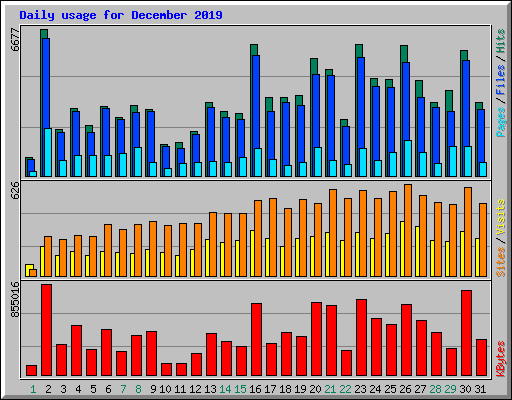 Daily usage for December 2019
6677
Pages / Files / Hits
626
Sites / Visits
855016
KBytes
1 2 3 4 5 6 7 8 9 10 11 12 13 14 15 16 17 18 19 20 21 22 23 24 25 26 27 28 29 30 31